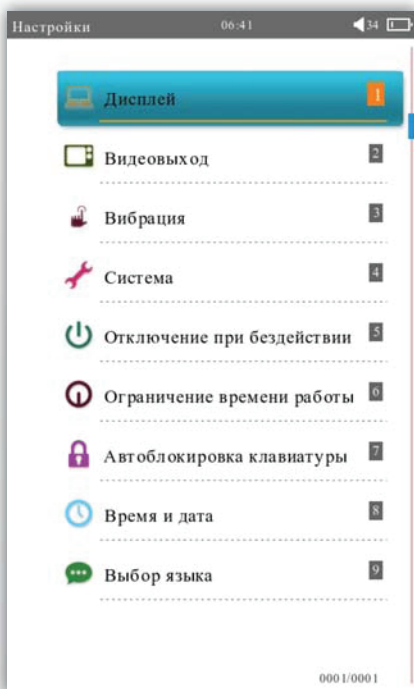 Настройки 06:41 34
Дисплей 1
Видеовыход 2
Вибрация 3
Система 4
Отключение при бездействии 5
Ограничение времени работы 6
Автоблокировка клавиатуры 7
Время и дата 8
Выбор языка 9
0001/0001